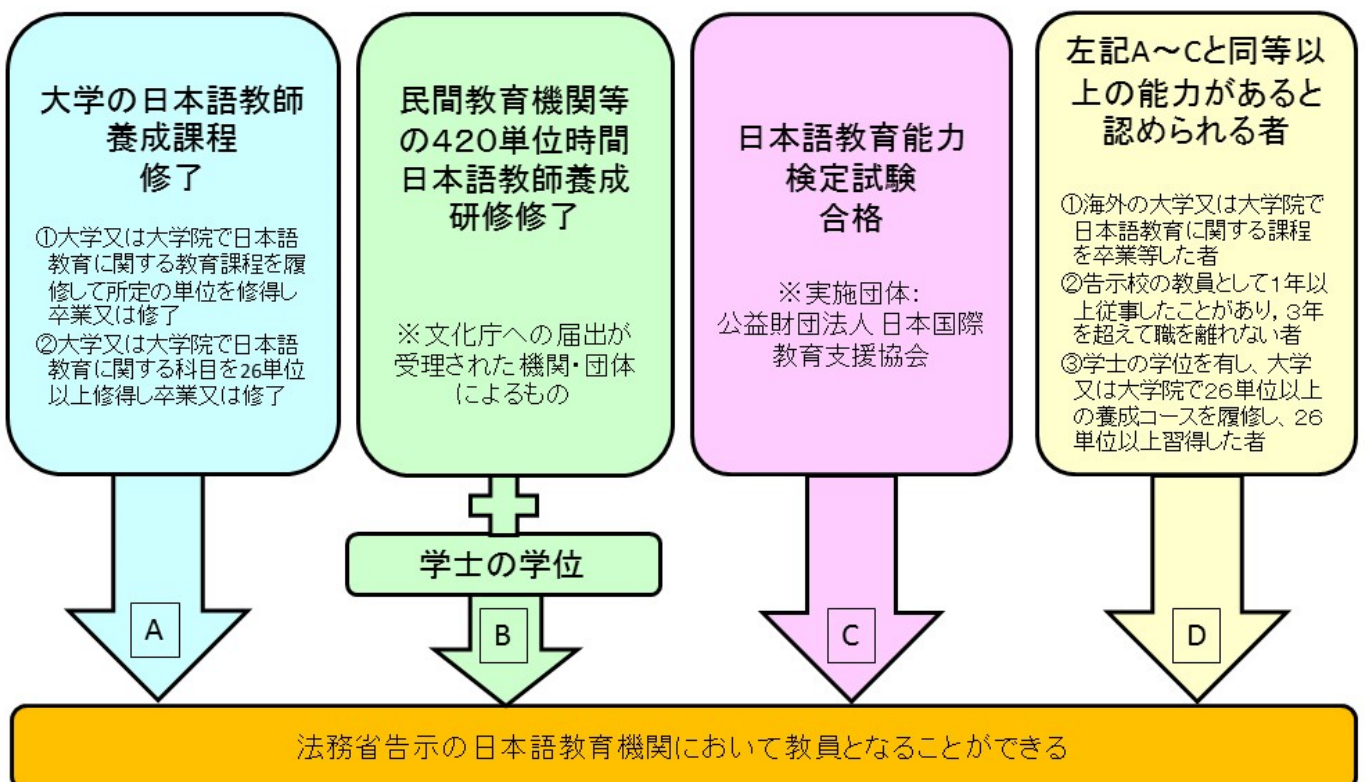 大学の日本語教師
養成課程
修了
①大学又は大学院で日本語
教育に関する教育課程を履
修して所定の単位を修得し
卒業又は修了
②大学又は大学院で日本語
教育に関する科目を26単位
以上修得し卒業又は修了
A
民間教育機関等
の420単位時間
日本語教師養成
研修修了
※文化庁への届出が
受理された機関・団体
によるもの
学士の学位
B
日本語教育能力
検定試験
合格
※実施団体：
公益財団法人 日本国際
教育支援協会
C
左記A～Cと同等以
上の能力があると
認められる者
①海外の大学又は大学院で
日本語教育に関する課程
を卒業等した者
②告示校の教員として1年以
上従事したことがあり，3年
を超えて職を離れない者
③学士の学位を有し、大学
又は大学院で26単位以上
の養成コースを履修し、26
単位以上習得した者
D
法務省告示の日本語教育機関において教員となることができる